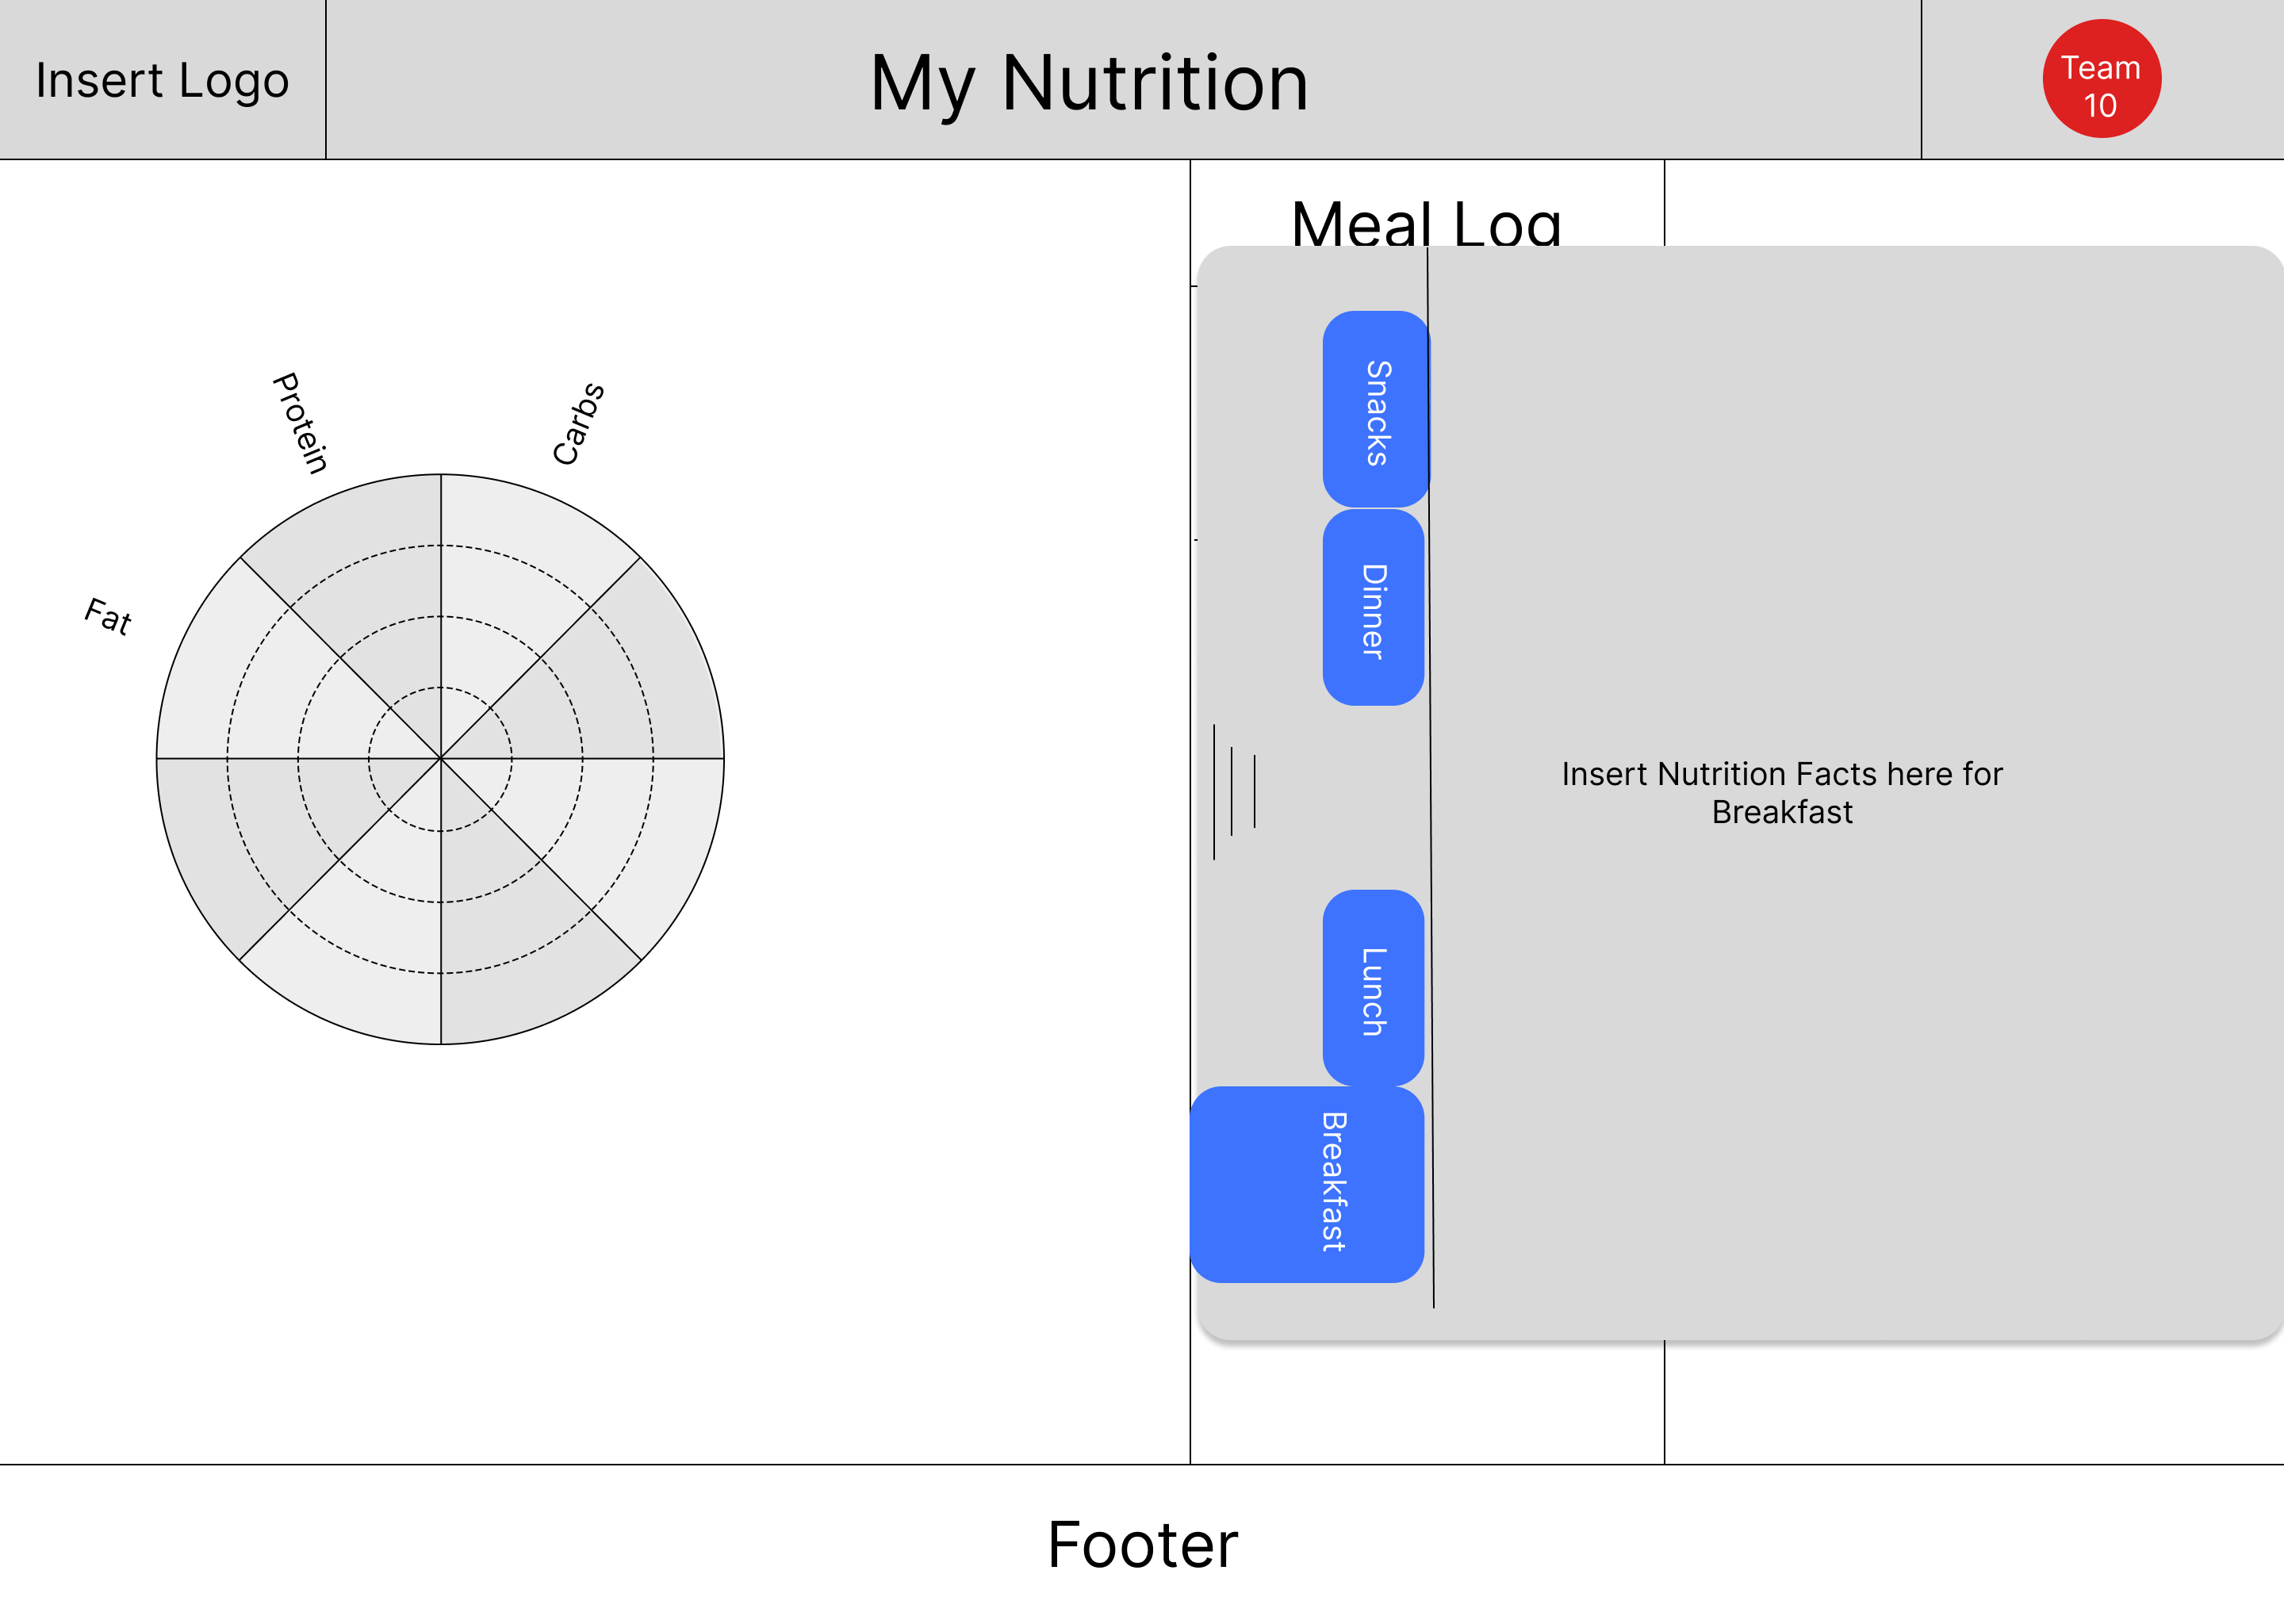 Insert Logo
My Nutrition
Team
10
Meal Log
Protein
Carbs
Fat
Snacks
Dinner
Lunch
Breakfast
Insert Nutrition Facts here for
Breakfast
Footer